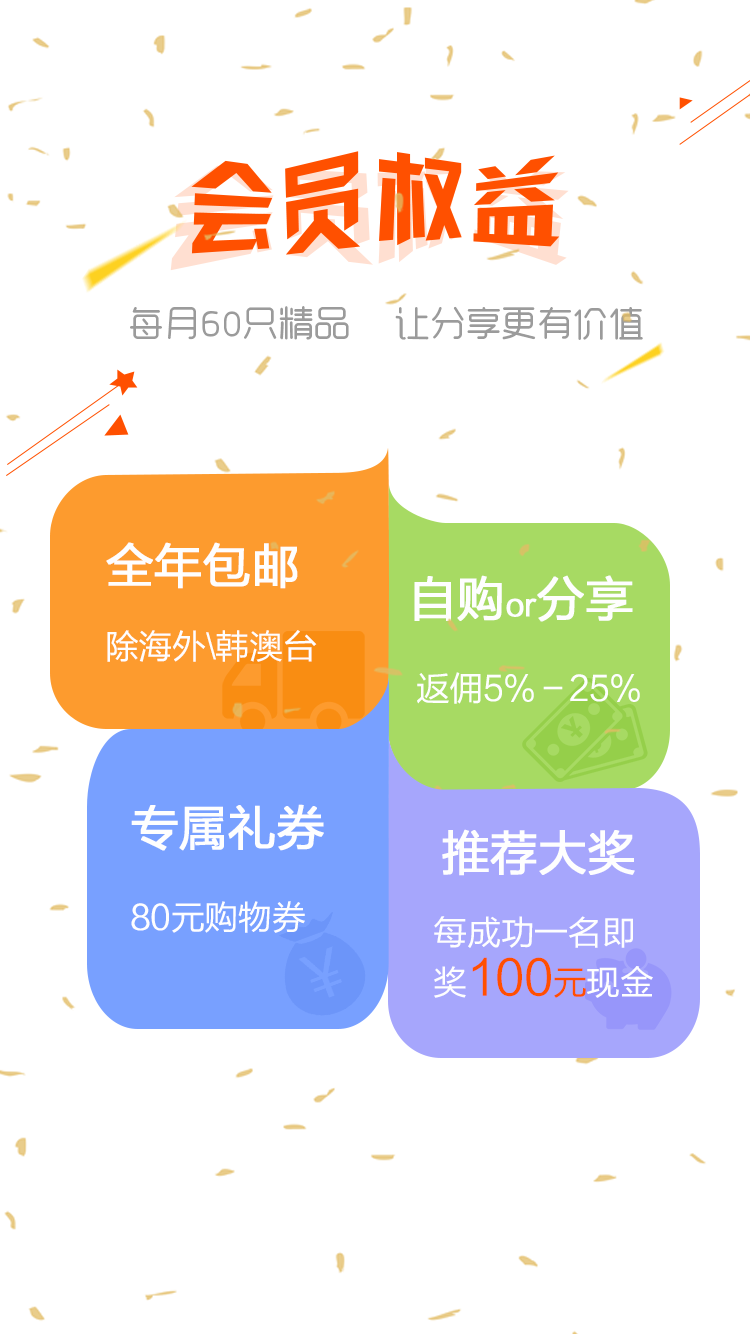 会员权益
每月60只精品 让分享更有价值
全年包邮
除海外\韩澳台
自购or分享
返佣5%－25%
专属礼券
80元购物券
推荐大奖
每成功一名即
奖100元现金